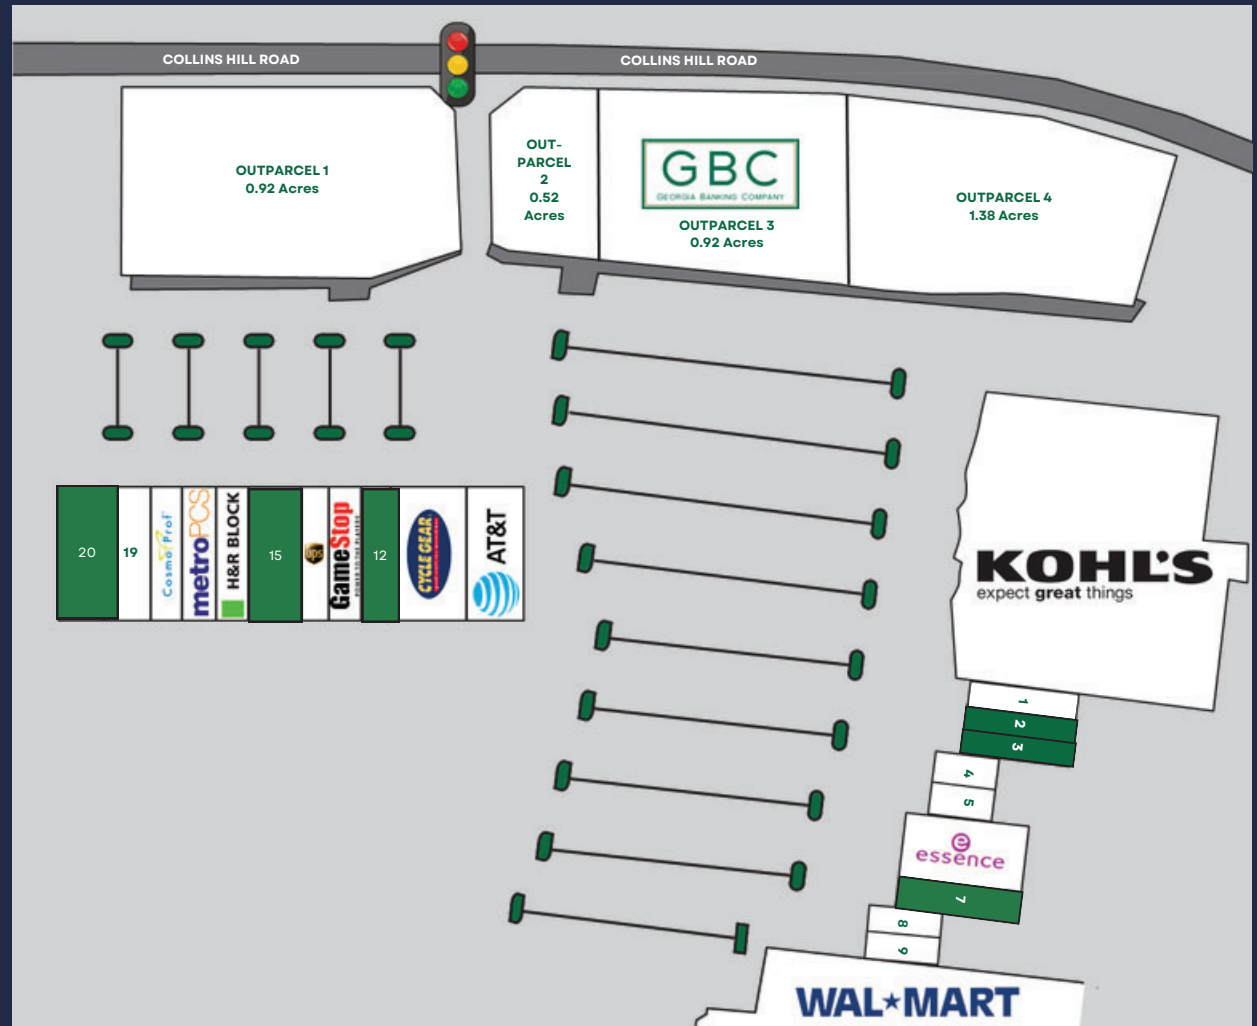 COLLINS HILL ROAD
COLLINS HILL ROAD
OUTPARCEL 1
0.92 Acres
OUT-
PARCEL
2
0.52
Acres
GBC
GEORGIA BANKING COMPANY
OUTPARCEL 3
0.92 Acres
OUTPARCEL 4
1.38 Acres
20
19
CosmoProf
metroPCS
H&R BLOCK
15
ups
GameStop
POWER TO THE PLAYERS
12
CYCLE GEAR
AT&T
KOHL'S
expect great things
1
2
3
4
5
e
essence
7
8
9
WAL★MART